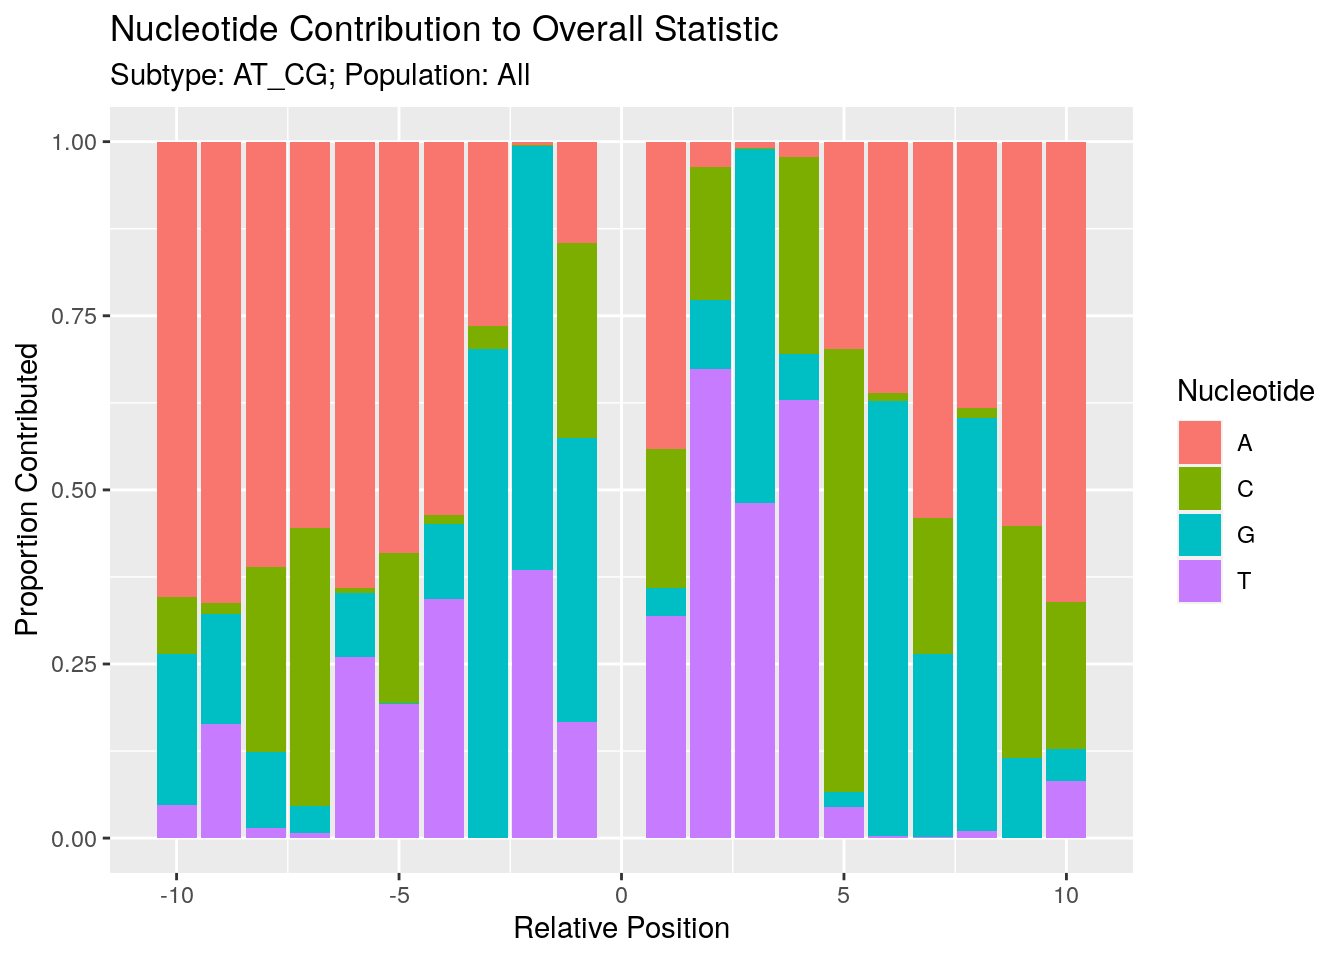 Nucleotide Contribution to Overall Statistic
Subtype: AT_CG; Population: All
1.00
0.75
0.50
0.25
0.00
Proportion Contributed
-10
-5
0
5
10
Relative Position
Nucleotide
A
C
G
T